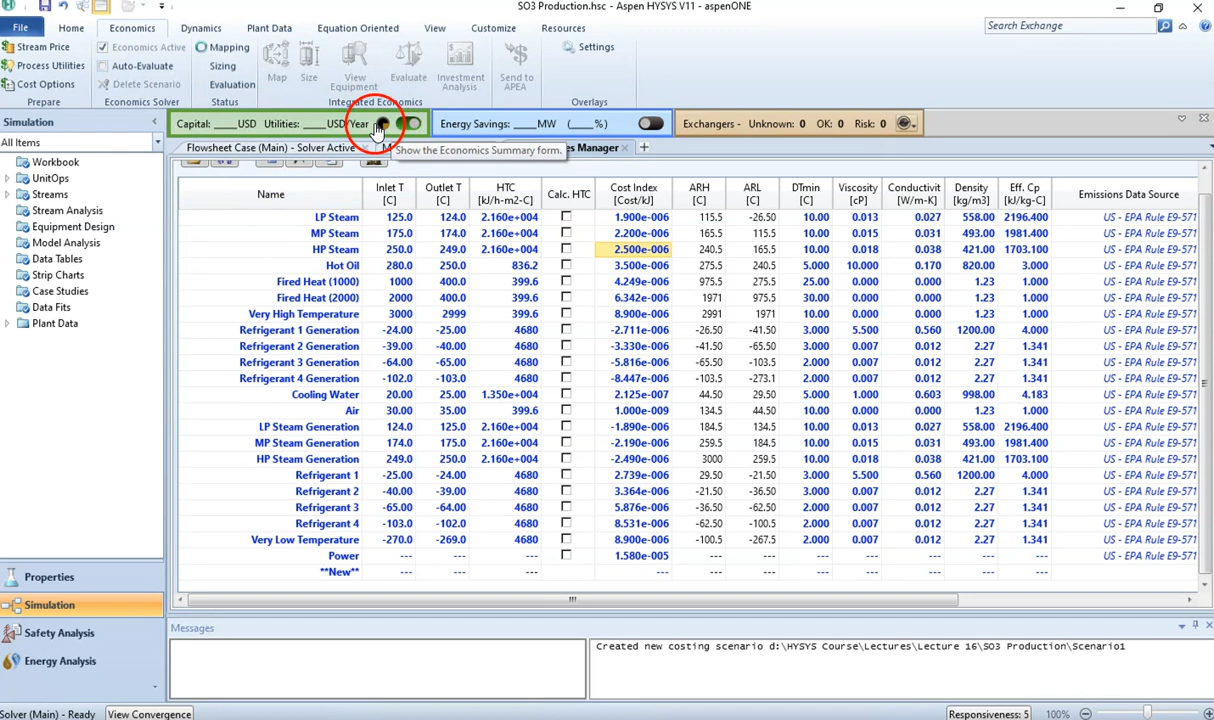 SO3 Production.hsc - Aspen HYSYS V11 - aspenONE
File Home Economics Dynamics Plant Data Equation Oriented View Customize Resources Search Exchange
Stream Price Economics Active Mapping Settings
Process Utilities Auto-Evaluate Sizing Map Size View Equipment Evaluate Investment Analysis Send to APEA
Cost Options Delete Scenario Evaluation
Prepare Economics Solver Status Integrated Economics Overlays
Capital: ____USD Utilities: ____USD/Year Energy Savings: ____MW (____%) Exchangers - Unknown: 0 OK: 0 Risk: 0
Simulation
Flowsheet Case (Main) - Solver Active Show the Economics Summary form. es Manager
All Items
Workbook
UnitOps
Streams
Stream Analysis
Equipment Design
Model Analysis
Data Tables
Strip Charts
Case Studies
Data Fits
Plant Data
Name Inlet T [C] Outlet T [C] HTC [kJ/h-m2-C] Calc. HTC Cost Index [Cost/kJ] ARH [C] ARL [C] DTmin [C] Viscosity [cP] Conductivit [W/m-K] Density [kg/m3] Eff. Cp [kJ/kg-K] Emissions Data Source
LP Steam 125.0 124.0 2.160e+004 1.900e-006 115.5 -26.50 10.00 0.013 0.027 558.00 2196.400 US - EPA Rule E9-571
MP Steam 175.0 174.0 2.160e+004 2.200e-006 165.5 115.5 10.00 0.015 0.031 493.00 1981.400 US - EPA Rule E9-571
HP Steam 250.0 249.0 2.160e+004 2.500e-006 240.5 165.5 10.00 0.018 0.038 421.00 1703.100 US - EPA Rule E9-571
Hot Oil 280.0 250.0 836.2 3.500e-006 275.5 240.5 5.000 10.000 0.170 820.00 3.000 US - EPA Rule E9-571
Fired Heat (1000) 1000 400.0 399.6 4.249e-006 975.5 275.5 25.00 0.000 0.000 1.23 1.000 US - EPA Rule E9-571
Fired Heat (2000) 2000 400.0 399.6 6.342e-006 1971 975.5 30.00 0.000 0.000 1.23 1.000 US - EPA Rule E9-571
Very High Temperature 3000 2999 399.6 8.900e-006 2991 1971 10.00 0.000 0.000 1.23 1.000 US - EPA Rule E9-571
Refrigerant 1 Generation -24.00 -25.00 4680 -2.711e-006 -26.50 -41.50 3.000 5.500 0.560 1200.00 4.000 US - EPA Rule E9-571
Refrigerant 2 Generation -39.00 -40.00 4680 -3.330e-006 -41.50 -65.50 3.000 0.007 0.012 2.27 1.341 US - EPA Rule E9-571
Refrigerant 3 Generation -64.00 -65.00 4680 -5.816e-006 -65.50 -103.5 2.000 0.007 0.012 2.27 1.341 US - EPA Rule E9-571
Refrigerant 4 Generation -102.0 -103.0 4680 -8.447e-006 -103.5 -273.1 2.000 0.007 0.012 2.27 1.341 US - EPA Rule E9-571
Cooling Water 20.00 25.00 1.350e+004 2.125e-007 44.50 29.50 5.000 1.000 0.603 998.00 4.183 US - EPA Rule E9-571
Air 30.00 35.00 399.6 1.000e-009 134.5 44.50 10.00 0.000 0.000 1.23 1.000 US - EPA Rule E9-571
LP Steam Generation 124.0 125.0 2.160e+004 -1.890e-006 184.5 134.5 10.00 0.013 0.027 558.00 2196.400 US - EPA Rule E9-571
MP Steam Generation 174.0 175.0 2.160e+004 -2.190e-006 259.5 184.5 10.00 0.015 0.031 493.00 1981.400 US - EPA Rule E9-571
HP Steam Generation 249.0 250.0 2.160e+004 -2.490e-006 3000 259.5 10.00 0.018 0.038 421.00 1703.100 US - EPA Rule E9-571
Refrigerant 1 -25.00 -24.00 4680 2.739e-006 29.50 -21.50 3.000 5.500 0.560 1200.00 4.000 US - EPA Rule E9-571
Refrigerant 2 -40.00 -39.00 4680 3.364e-006 -21.50 -36.50 3.000 0.007 0.012 2.27 1.341 US - EPA Rule E9-571
Refrigerant 3 -65.00 -64.00 4680 5.876e-006 -36.50 -62.50 2.000 0.007 0.012 2.27 1.341 US - EPA Rule E9-571
Refrigerant 4 -103.0 -102.0 4680 8.531e-006 -62.50 -100.5 2.000 0.007 0.012 2.27 1.341 US - EPA Rule E9-571
Very Low Temperature -270.0 -269.0 4680 8.900e-006 -100.5 -267.5 2.000 0.007 0.012 2.27 1.341 US - EPA Rule E9-571
Power --- --- --- 1.580e-005 --- --- --- --- --- --- --- US - EPA Rule E9-571
**New** --- --- --- --- --- --- --- --- --- --- ---
Properties
Simulation
Safety Analysis
Energy Analysis
Messages
Created new costing scenario d:\HYSYS Course\Lectures\Lecture 16\SO3 Production\Scenario1
Solver (Main) - Ready View Convergence Responsiveness: 5 100%